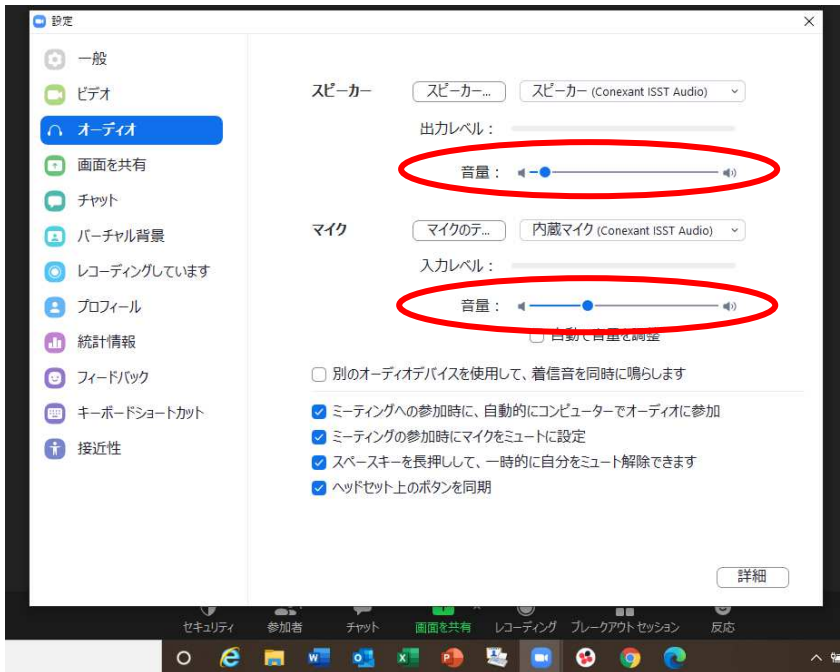 設定
一般
ビデオ
オーディオ
画面を共有
チャット
バーチャル背景
レコーディングしています
プロフィール
統計情報
フィードバック
キーボードショートカット
接近性
スピーカー スピーカー... スピーカー (Conexant ISST Audio)
出力レベル：
音量：
マイク マイクのテ... 内蔵マイク (Conexant ISST Audio)
入力レベル：
音量：
自動で音量を調整
別のオーディオデバイスを使用して、着信音を同時に鳴らします
ミーティングへの参加時に、自動的にコンピューターでオーディオに参加
ミーティングの参加時にマイクをミュートに設定
スペースキーを長押しして、一時的に自分をミュート解除できます
ヘッドセット上のボタンを同期
詳細
セキュリティ 参加者 チャット 画面を共有 レコーディング ブレークアウト セッション 反応